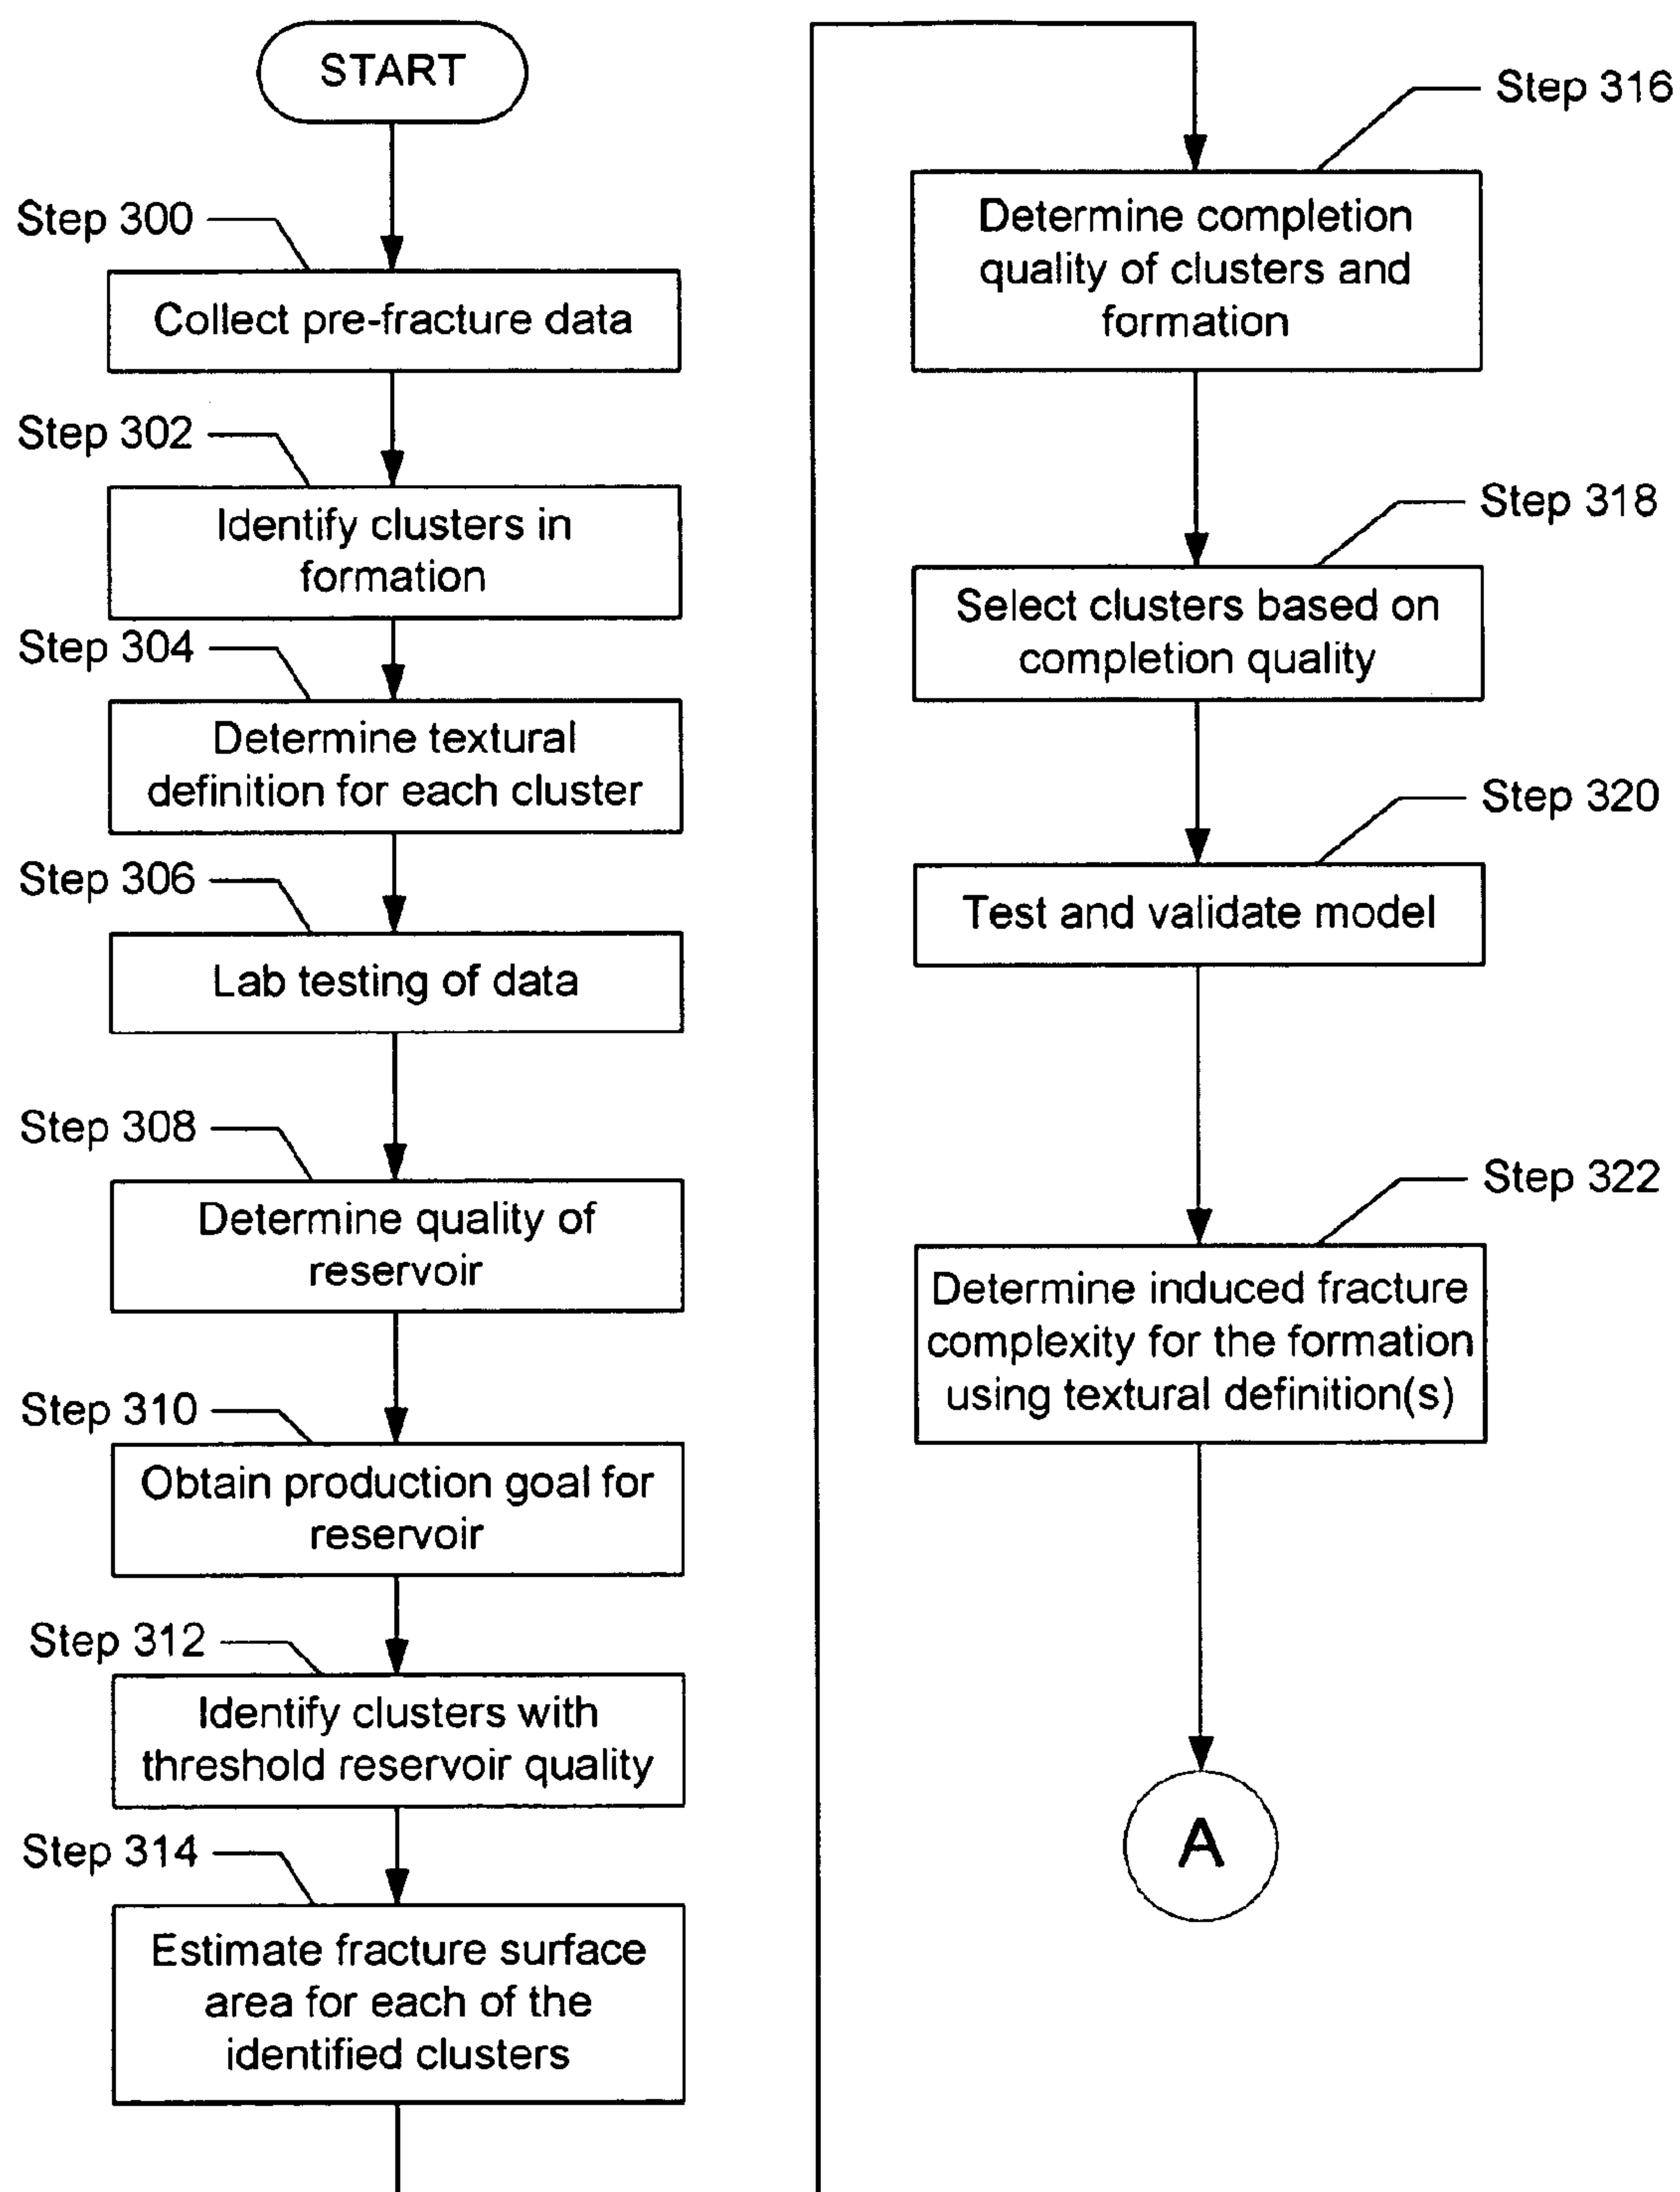 START
Step 300
Collect pre-fracture data
Step 302
Identify clusters in
formation
Step 304
Determine textural
definition for each cluster
Step 306
Lab testing of data
Step 308
Determine quality of
reservoir
Step 310
Obtain production goal for
reservoir
Step 312
Identify clusters with
threshold reservoir quality
Step 314
Estimate fracture surface
area for each of the
identified clusters
Step 316
Determine completion
quality of clusters and
formation
Step 318
Select clusters based on
completion quality
Step 320
Test and validate model
Step 322
Determine induced fracture
complexity for the formation
using textural definition(s)
A